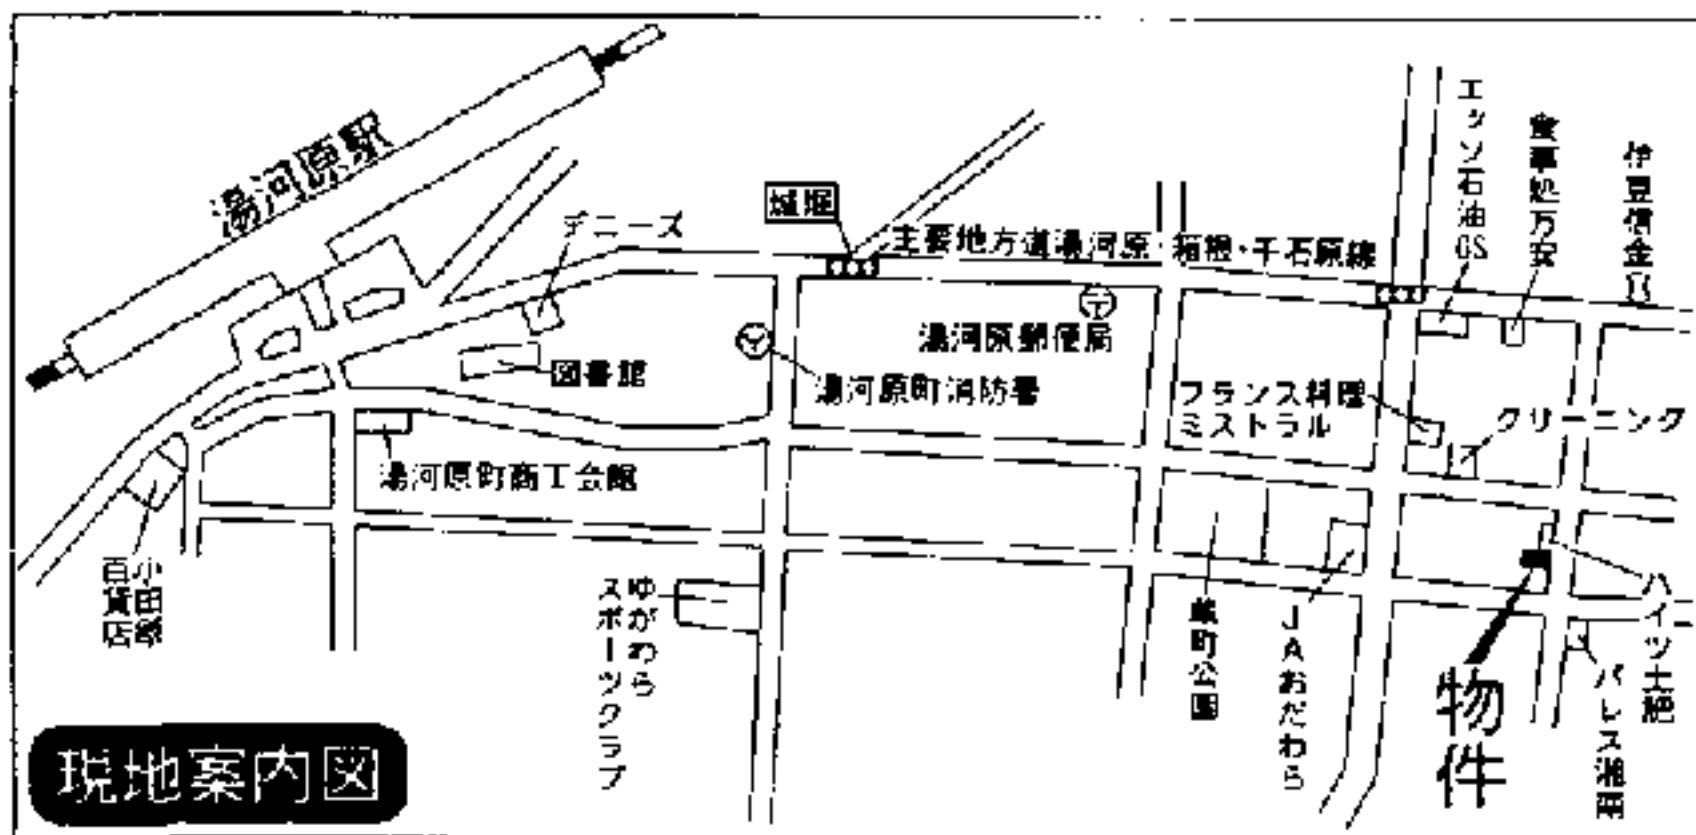 湯河原駅
デニーズ
城堀
主要地方道湯河原・箱根・千石原線
エッソ石油GS
食事処万安
伊豆信金
図書館
湯河原町消防署
湯河原郵便局
フランス料理
ミストラル
クリーニング
湯河原町商工会館
小田急
百貨店
ゆがわら
スポーツクラブ
町公園
JAおだわら
物件
ハイツ土肥
パレス湘南
現地案内図